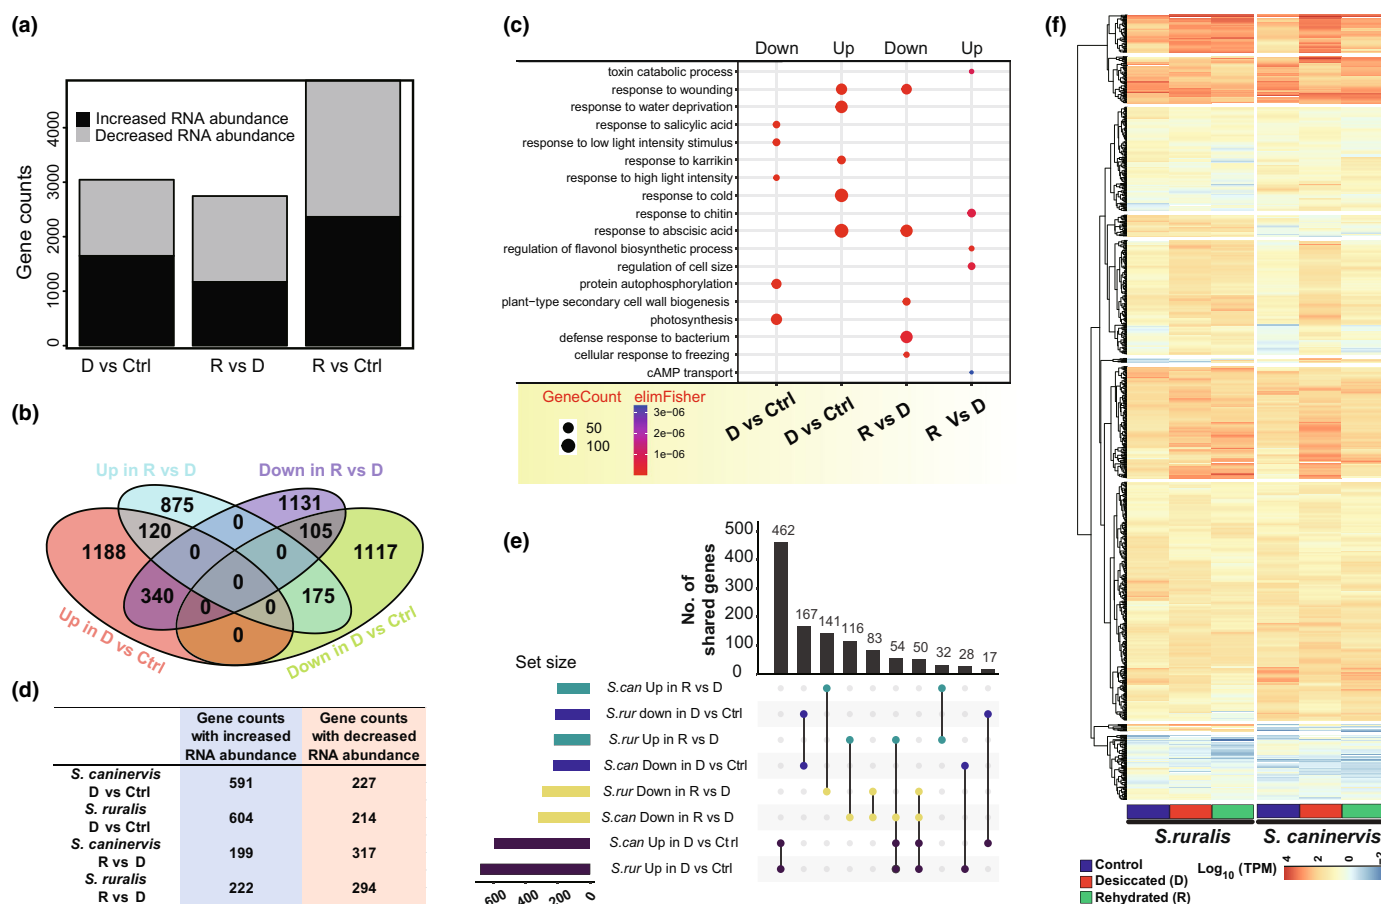 (a)
Gene counts
4000
3000
2000
1000
0
Increased RNA abundance
Decreased RNA abundance
D vs Ctrl
R vs D
R vs Ctrl
(b)
Up in R vs D
Down in R vs D
875
1131
1188
120
0
105
1117
0
0
0
340
0
0
175
0
Up in D vs Ctrl
Down in D vs Ctrl
(c)
Down
Up
Down
Up
toxin catabolic process
response to wounding
response to water deprivation
response to salicylic acid
response to low light intensity stimulus
response to karrikin
response to high light intensity
response to cold
response to chitin
response to abscisic acid
regulation of flavonol biosynthetic process
regulation of cell size
protein autophosphorylation
plant−type secondary cell wall biogenesis
photosynthesis
defense response to bacterium
cellular response to freezing
cAMP transport
GeneCount
50
100
elimFisher
3e−06
2e−06
1e−06
D vs Ctrl
D vs Ctrl
R vs D
R Vs D
(d)
Gene counts with increased RNA abundance
Gene counts with decreased RNA abundance
S. caninervis D vs Ctrl 591 227
S. ruralis D vs Ctrl 604 214
S. caninervis R vs D 199 317
S. ruralis R vs D 222 294
(e)
No. of shared genes
500
400
300
200
100
0
462
167
141
116
83
54
50
32
28
17
Set size
S.can Up in R vs D
S.rur down in D vs Ctrl
S.rur Up in R vs D
S.can Down in D vs Ctrl
S.rur Down in R vs D
S.can Down in R vs D
S.can Up in D vs Ctrl
S.rur Up in D vs Ctrl
600
400
200
0
(f)
S.ruralis
S. caninervis
Control
Desiccated (D)
Rehydrated (R)
Log10 (TPM)
4
2
0
−2